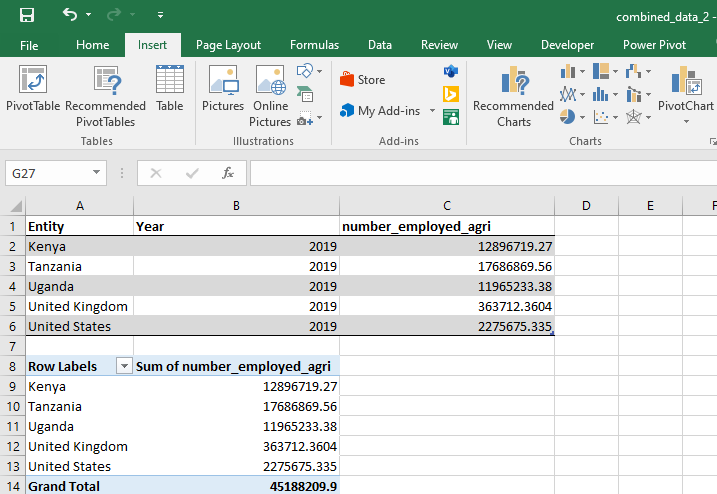 combined_data_2 -
File Home Insert Page Layout Formulas Data Review View Developer Power Pivot
PivotTable Recommended PivotTables Table Pictures Online Pictures Store My Add-ins Recommended Charts PivotChart
Tables Illustrations Add-ins Charts
G27 fx
A B C D E F
1 Entity Year number_employed_agri
2 Kenya 2019 12896719.27
3 Tanzania 2019 17686869.56
4 Uganda 2019 11965233.38
5 United Kingdom 2019 363712.3604
6 United States 2019 2275675.335
7
8 Row Labels Sum of number_employed_agri
9 Kenya 12896719.27
10 Tanzania 17686869.56
11 Uganda 11965233.38
12 United Kingdom 363712.3604
13 United States 2275675.335
14 Grand Total 45188209.9